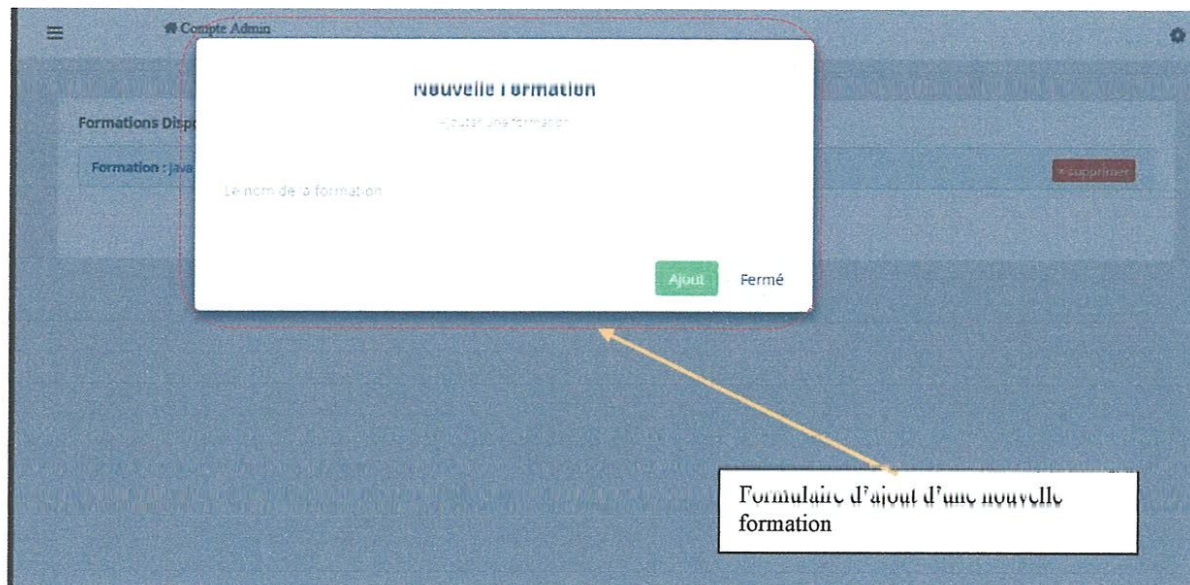 Compte Admin
Nouvelle Formation
Ajouter une formation
Formations Dispo
Formation : java
× supprimer
Le nom de la formation
Ajout
Fermé
Formulaire d'ajout d'une nouvelle
formation